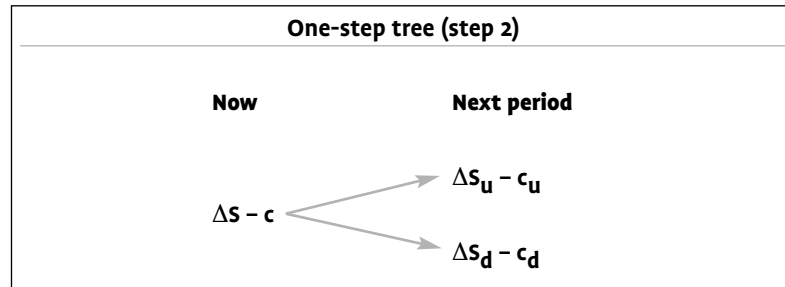 One-step tree (step 2)
Now Next period
ΔSu – cu
ΔS – c
ΔSd – cd